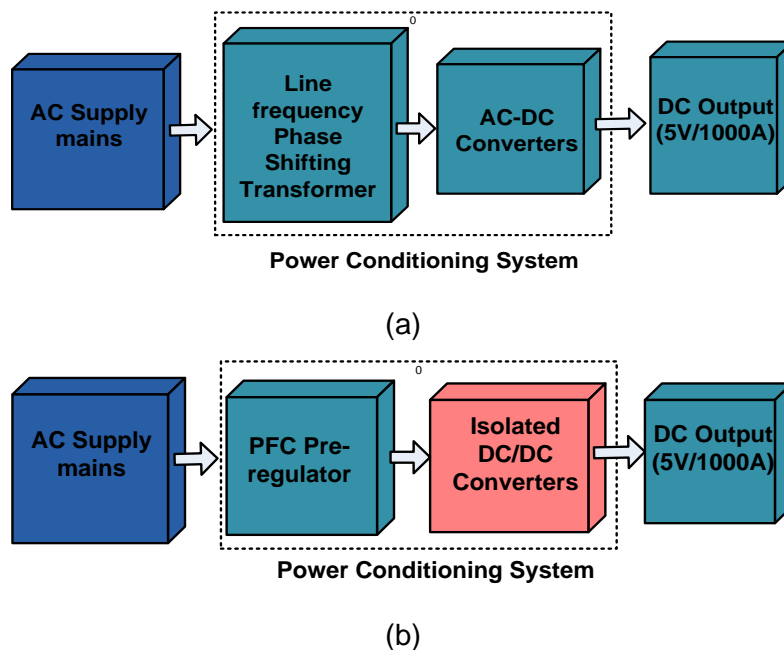 0
AC Supply
mains
Line
frequency
Phase
Shifting
Transformer
AC-DC
Converters
DC Output
(5V/1000A)
Power Conditioning System
(a)
0
AC Supply
mains
PFC Pre-
regulator
Isolated
DC/DC
Converters
DC Output
(5V/1000A)
Power Conditioning System
(b)